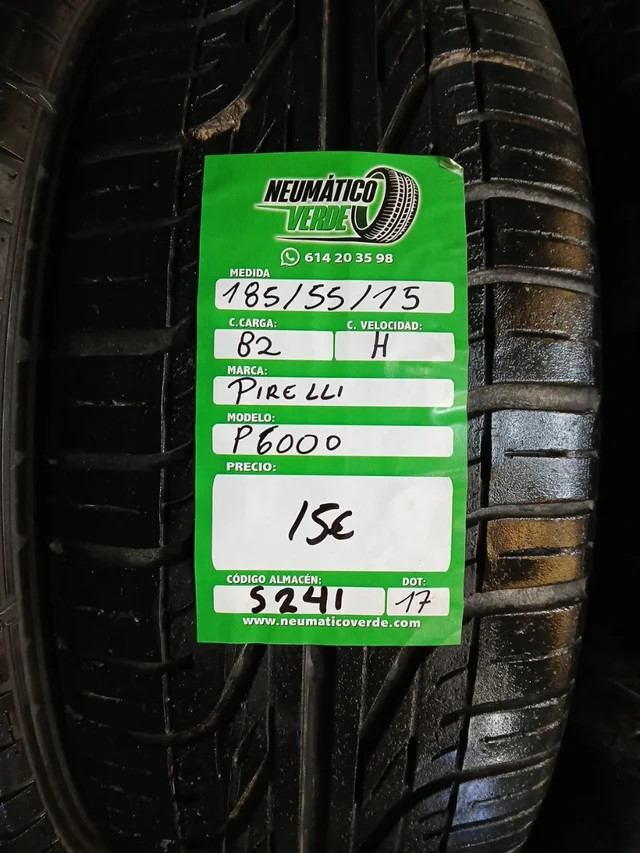 NEUMÁTICO
VERDE
614 20 35 98
MEDIDA
185/55/15
C.CARGA: C. VELOCIDAD:
82 H
MARCA:
PIRELLI
MODELO:
P6000
PRECIO:
15€
CÓDIGO ALMACÉN: DOT:
S241 17
www.neumaticoverde.com